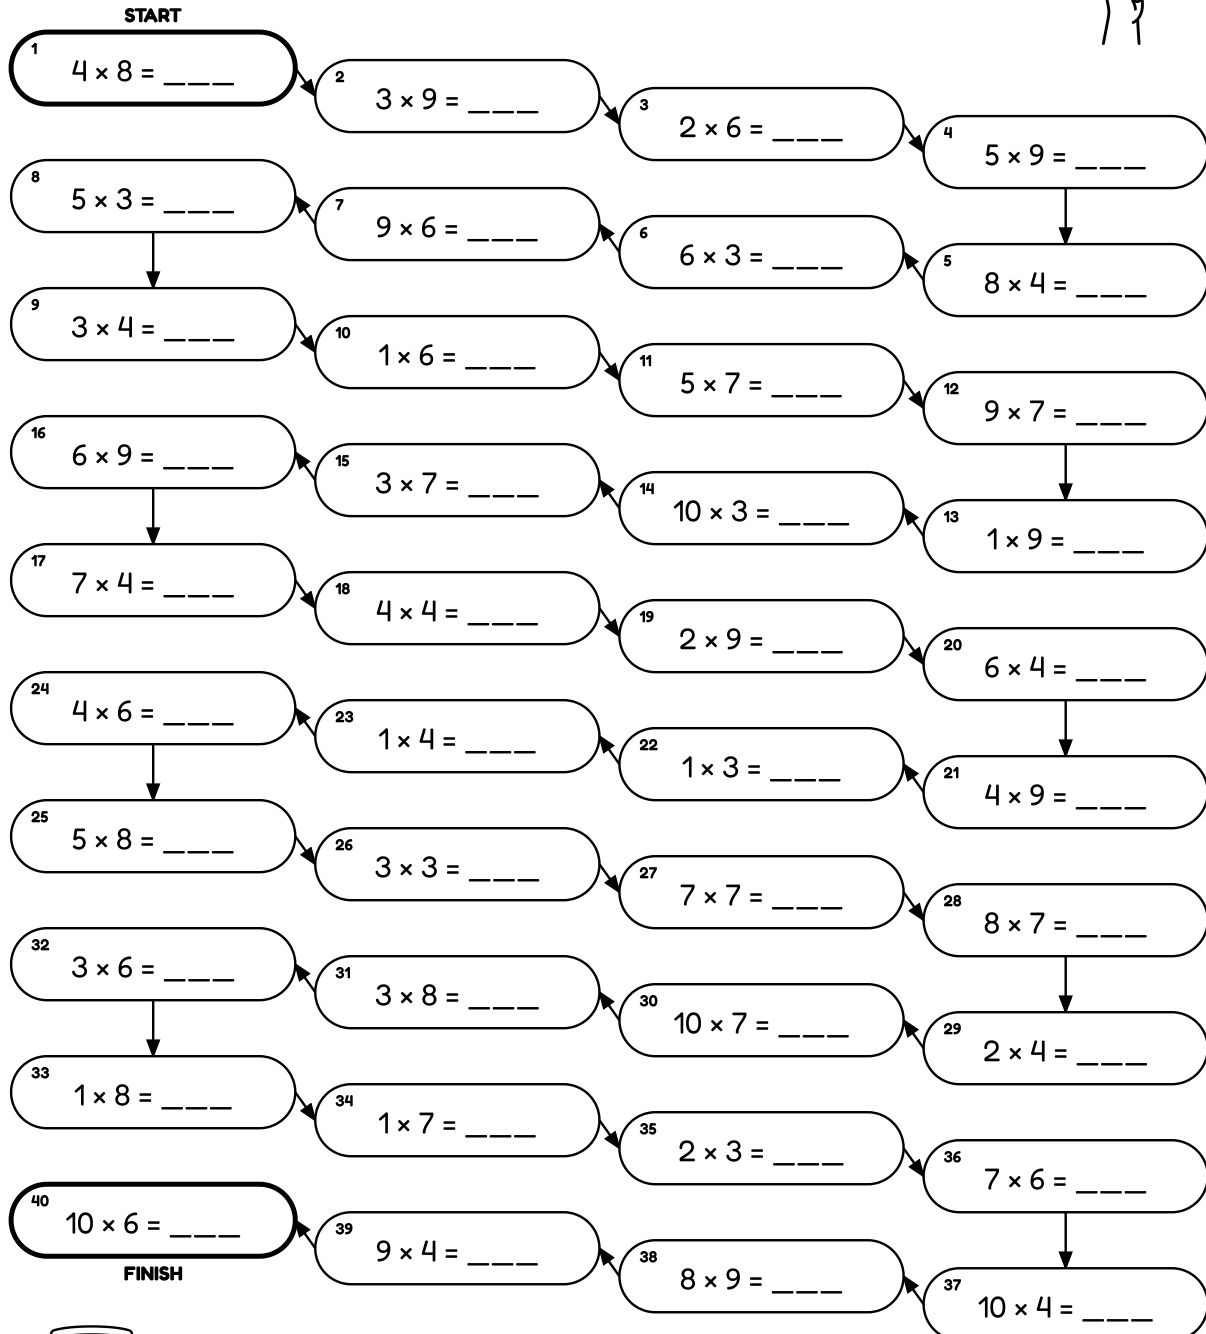 START
1 4 × 8 = ___
2 3 × 9 = ___
3 2 × 6 = ___
4 5 × 9 = ___
5 8 × 4 = ___
6 6 × 3 = ___
7 9 × 6 = ___
8 5 × 3 = ___
9 3 × 4 = ___
10 1 × 6 = ___
11 5 × 7 = ___
12 9 × 7 = ___
13 1 × 9 = ___
14 10 × 3 = ___
15 3 × 7 = ___
16 6 × 9 = ___
17 7 × 4 = ___
18 4 × 4 = ___
19 2 × 9 = ___
20 6 × 4 = ___
21 4 × 9 = ___
22 1 × 3 = ___
23 1 × 4 = ___
24 4 × 6 = ___
25 5 × 8 = ___
26 3 × 3 = ___
27 7 × 7 = ___
28 8 × 7 = ___
29 2 × 4 = ___
30 10 × 7 = ___
31 3 × 8 = ___
32 3 × 6 = ___
33 1 × 8 = ___
34 1 × 7 = ___
35 2 × 3 = ___
36 7 × 6 = ___
37 10 × 4 = ___
38 8 × 9 = ___
39 9 × 4 = ___
40 10 × 6 = ___
FINISH